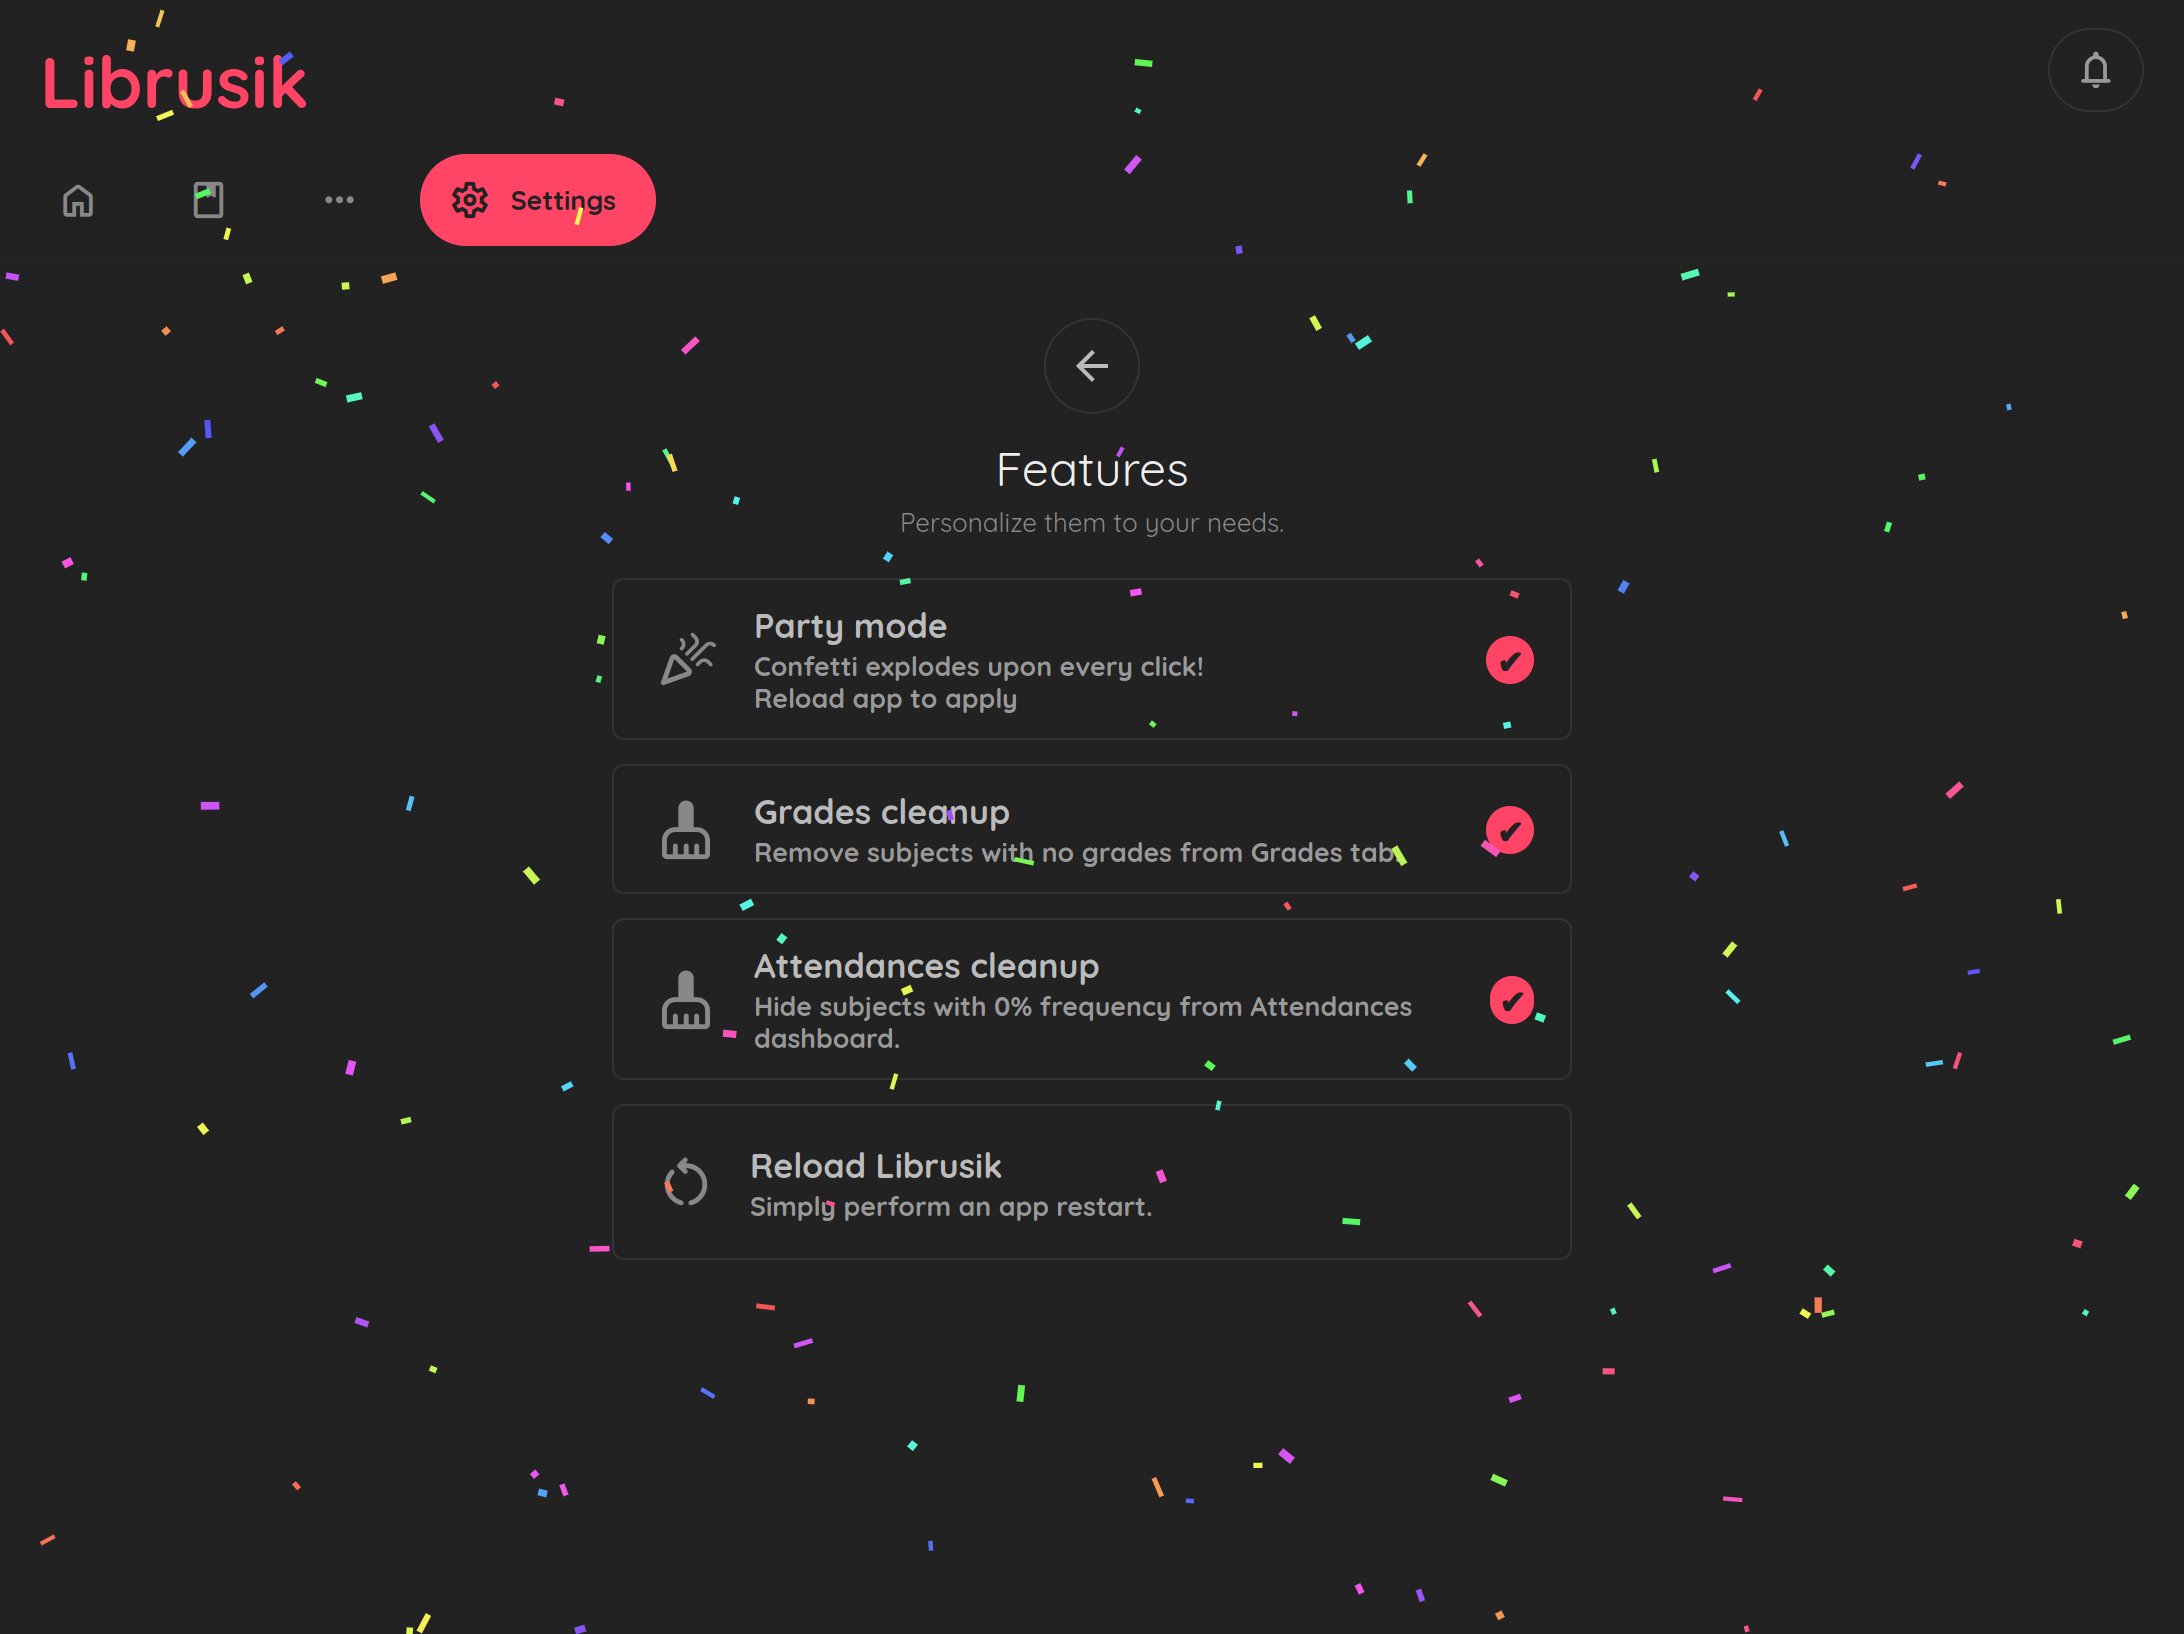 Librusik
Settings
Features
Personalize them to your needs.
Party mode
Confetti explodes upon every click!
Reload app to apply
Grades cleanup
Remove subjects with no grades from Grades tab.
Attendances cleanup
Hide subjects with 0% frequency from Attendances
dashboard.
Reload Librusik
Simply perform an app restart.